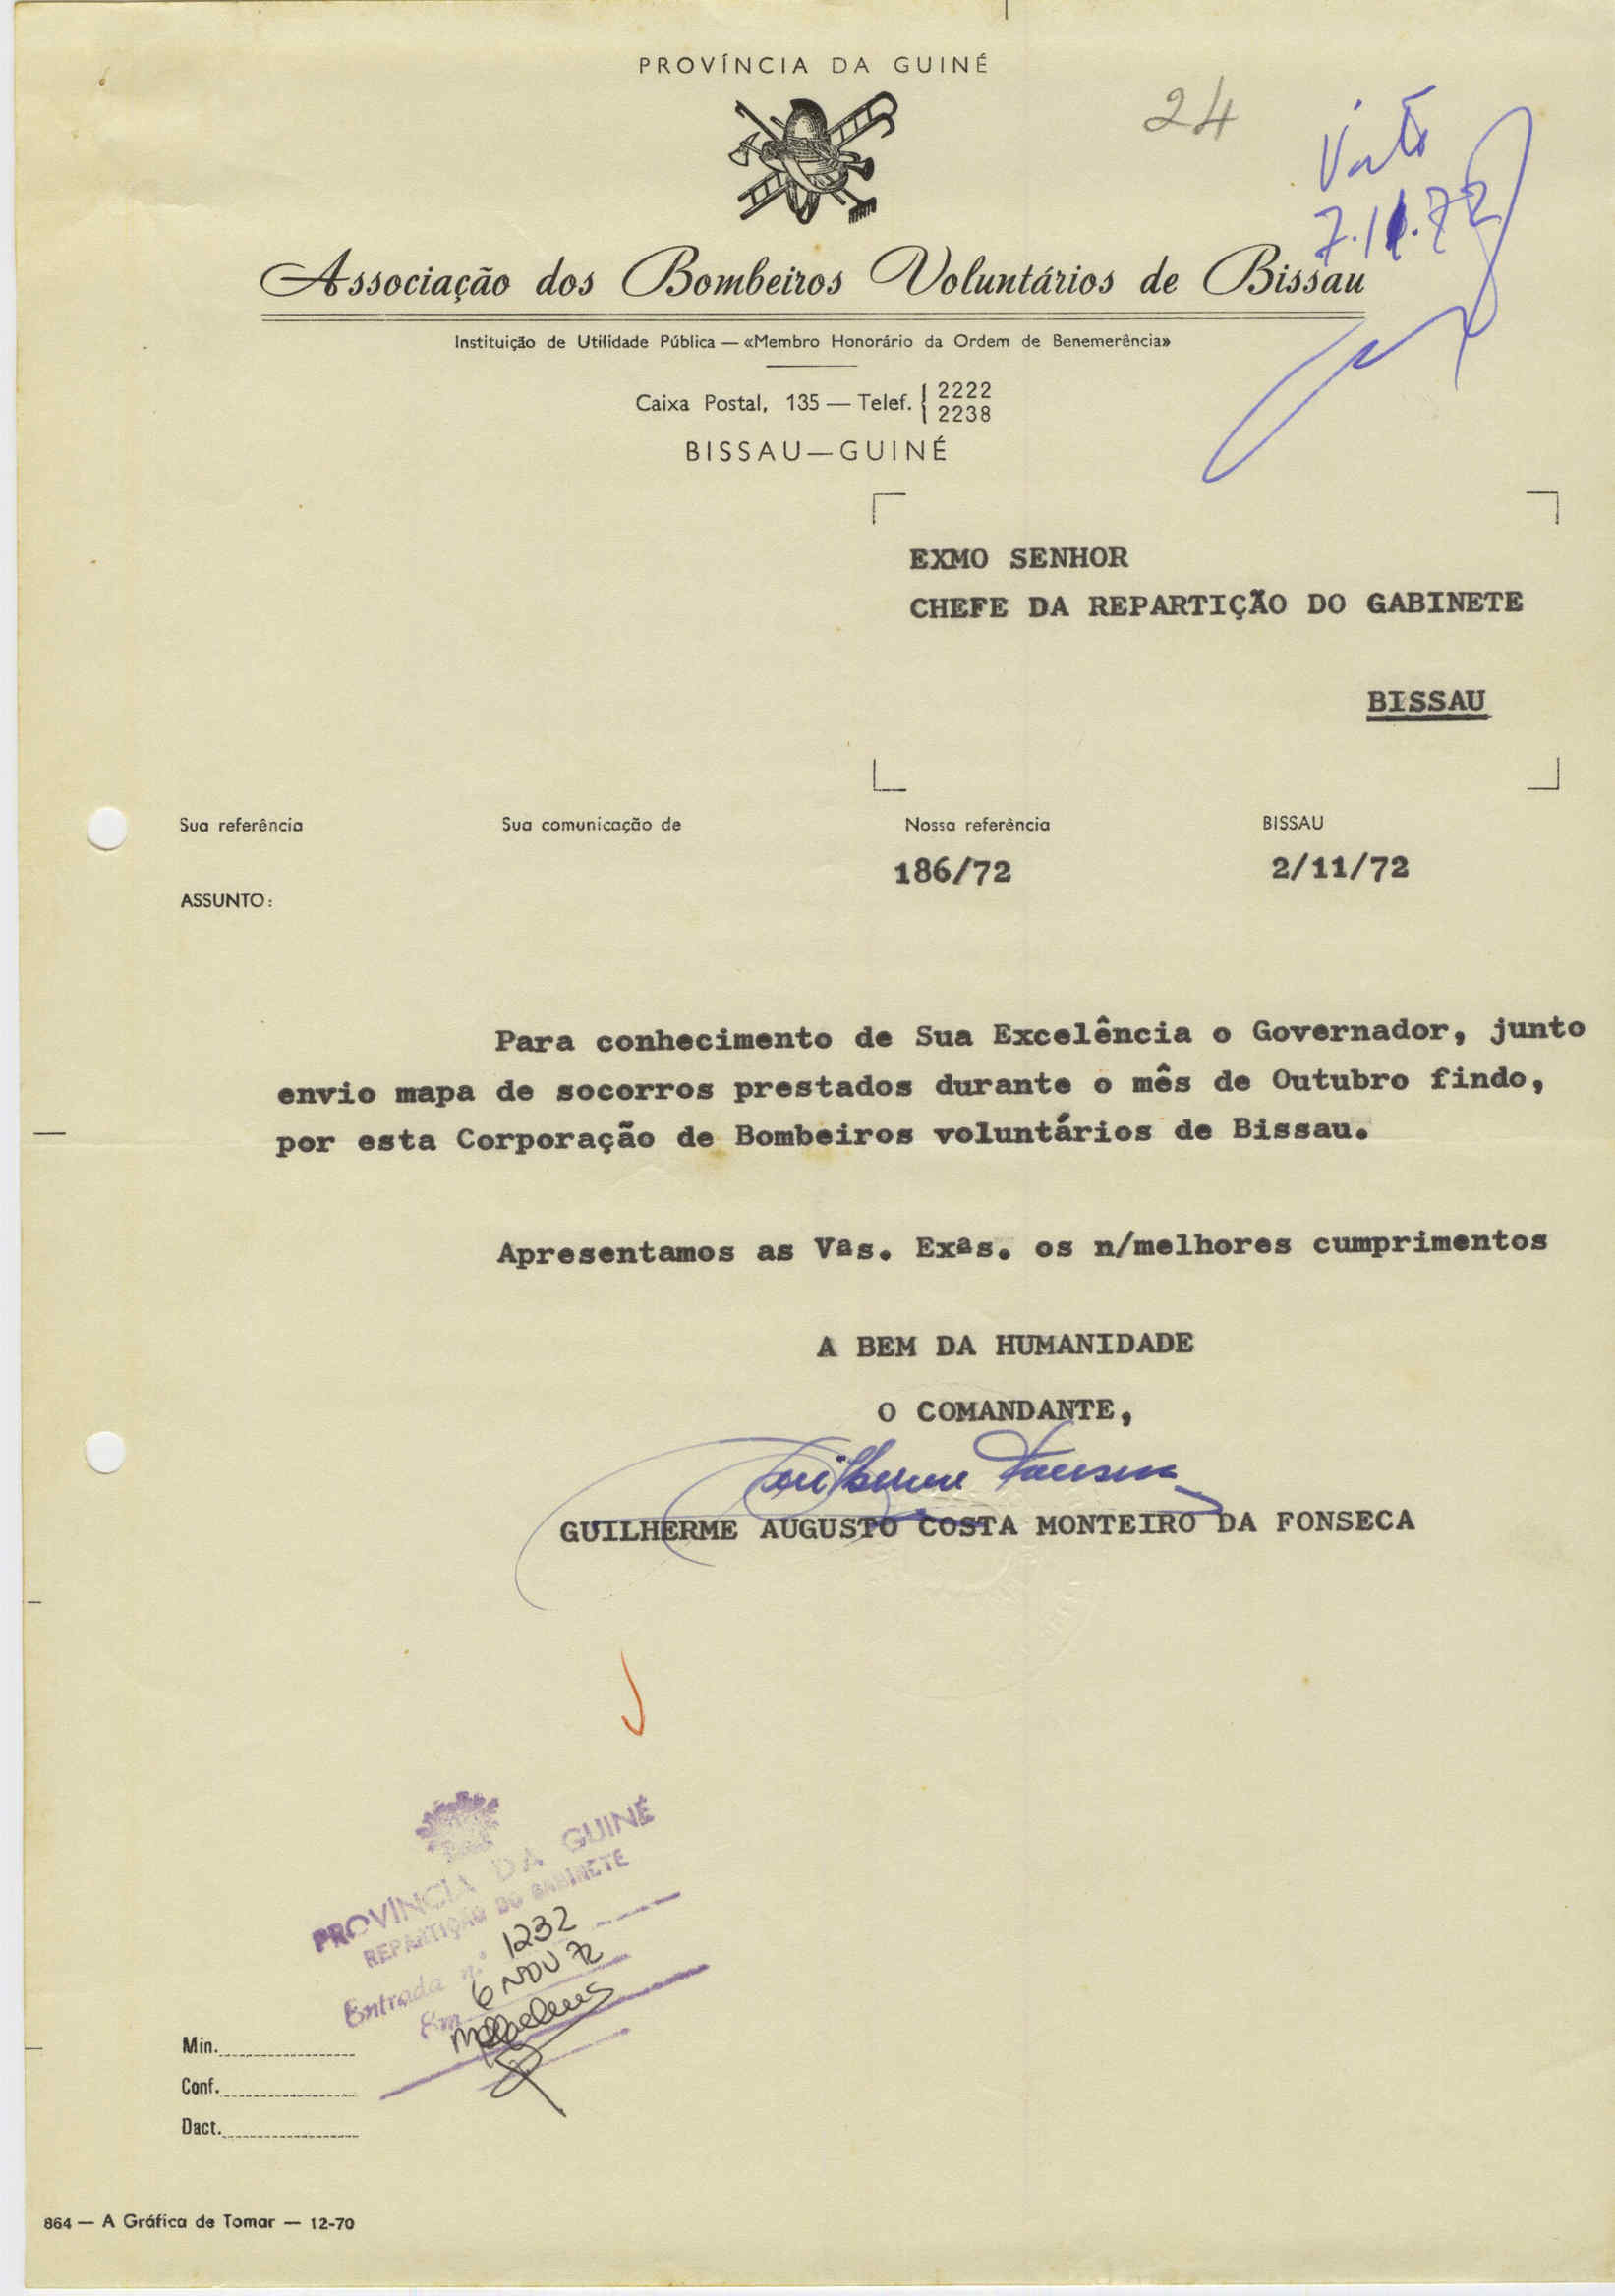 PROVÍNCIA DA GUINÉ
24
Visto
7.11.72
Associação dos Bombeiros Voluntários de Bissau
Instituição de Utilidade Pública — «Membro Honorário da Ordem de Benemerência»
Caixa Postal, 135 — Telef. { 2222
2238
BISSAU—GUINÉ
EXMO SENHOR
CHEFE DA REPARTIÇÃO DO GABINETE
BISSAU
Sua referência Sua comunicação de Nossa referência BISSAU
186/72 2/11/72
ASSUNTO:
Para conhecimento de Sua Excelência o Governador, junto
envio mapa de socorros prestados durante o mês de Outubro findo,
por esta Corporação de Bombeiros voluntários de Bissau.
Apresentamos as Vªs. Exªs. os n/melhores cumprimentos
A BEM DA HUMANIDADE
O COMANDANTE,
Guilherme Fonseca
GUILHERME AUGUSTO COSTA MONTEIRO DA FONSECA
PROVÍNCIA DA GUINÉ
REPARTIÇÃO DO GABINETE
Entrada n.º 1232
Em 6 NOV 72
Min.
Conf.
Dact.
864 — A Gráfica de Tomar — 12-70